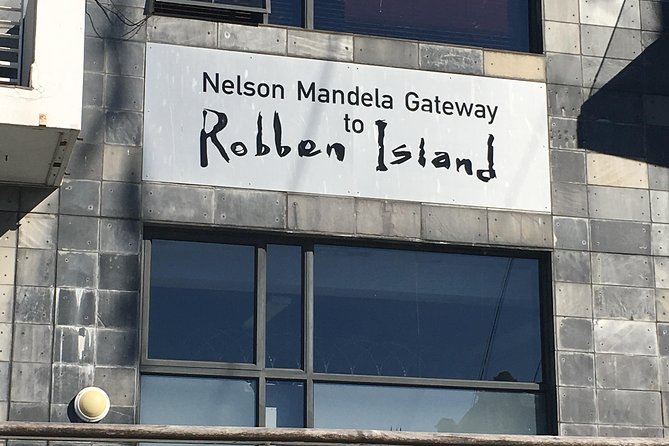 Nelson Mandela Gateway
to
Robben Island